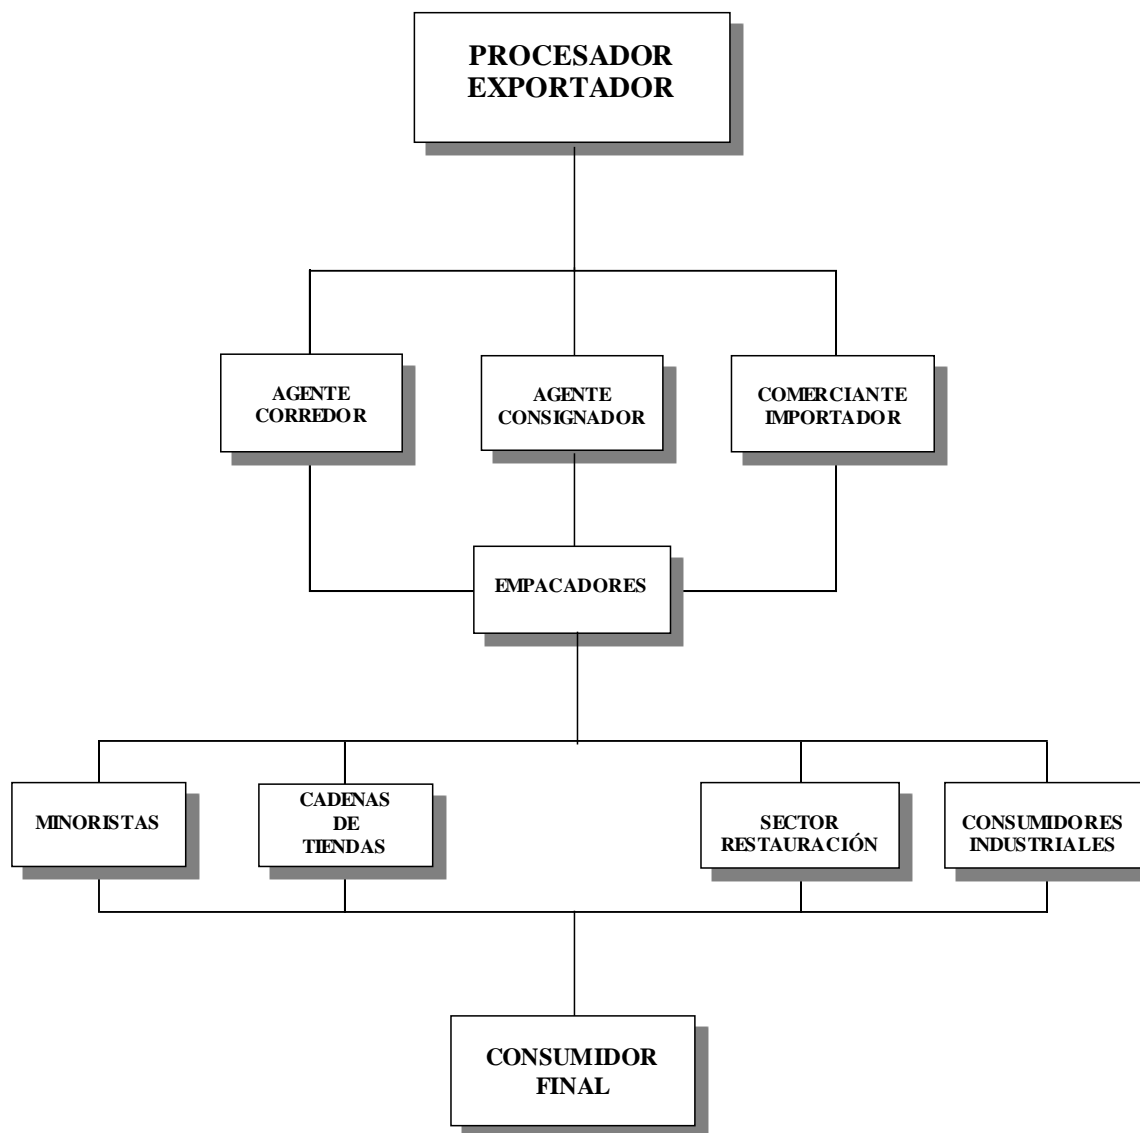 PROCESADOR
EXPORTADOR
AGENTE
CORREDOR
AGENTE
CONSIGNADOR
COMERCIANTE
IMPORTADOR
EMPACADORES
MINORISTAS
CADENAS
DE
TIENDAS
SECTOR
RESTAURACIÓN
CONSUMIDORES
INDUSTRIALES
CONSUMIDOR
FINAL